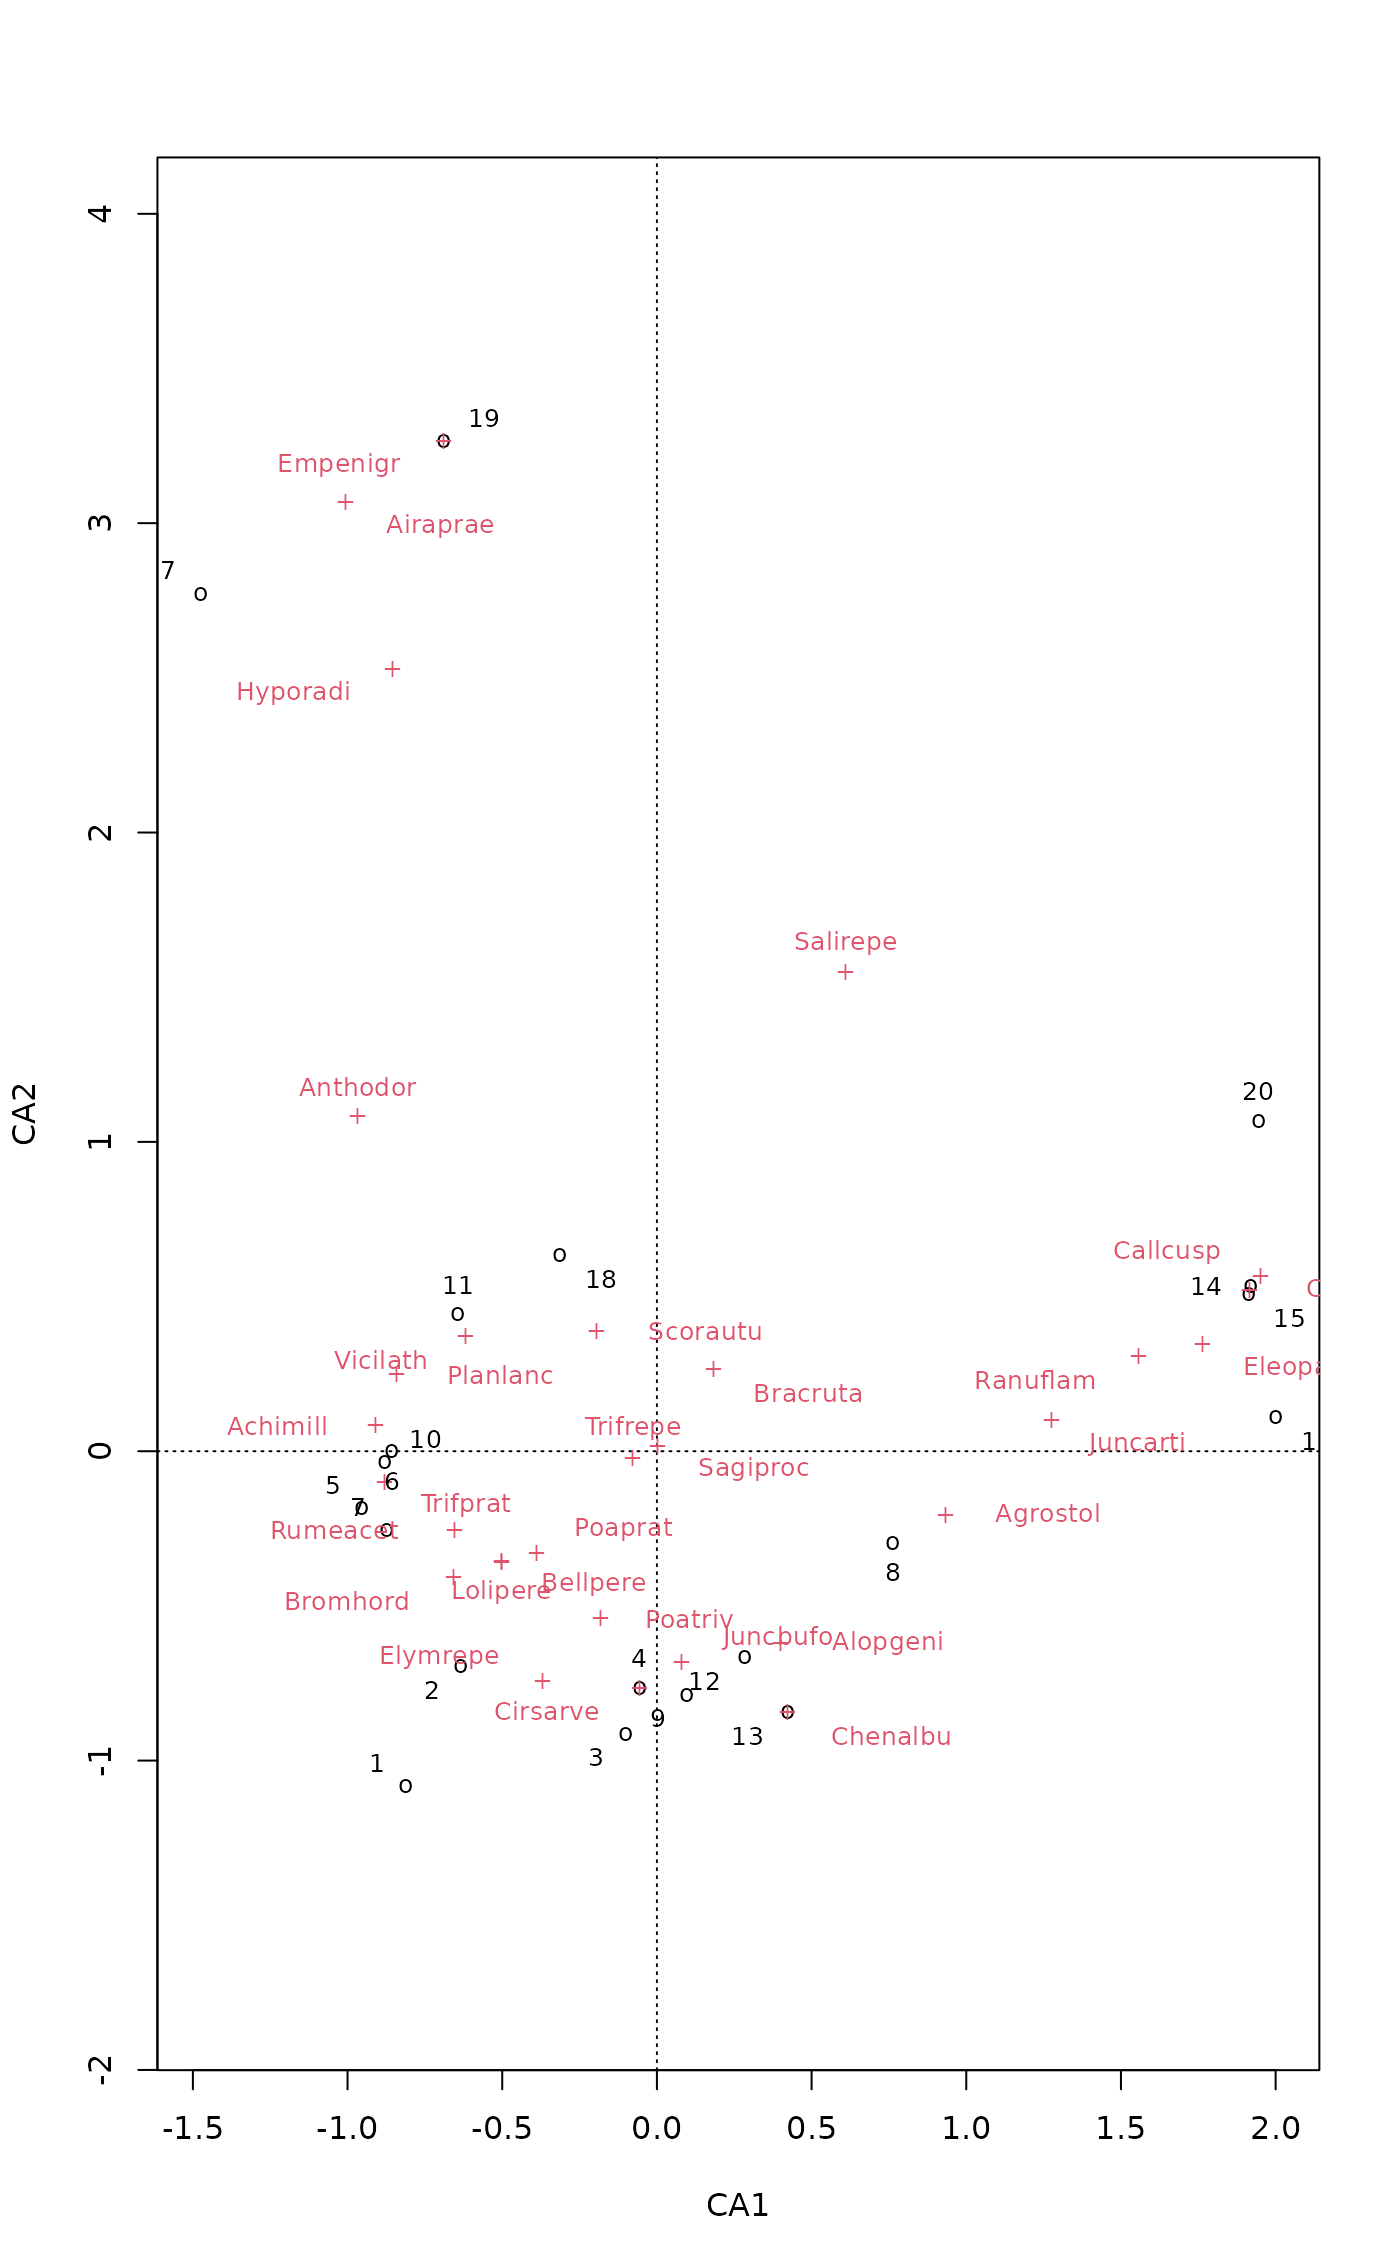 4
19
Empenigr
Airaprae
3
7
Hyporadi
2
Salirepe
Anthodor
20
1
CA2
Callcusp
18
11
14
C
15
Scorautu
Vicilath
Eleopa
Planlanc
Ranuflam
Bracruta
Achimill
Trifrepe
10
1
Juncarti
0
Sagiproc
6
5
Trifprat
7
Agrostol
Poaprat
Rumeacet
8
Bellpere
Lolipere
Bromhord
Poatriv
Juncbufo
Alopgeni
Elymrepe
4
12
2
Cirsarve
9
13
Chenalbu
3
1
-1
-2
-1.5 -1.0 -0.5 0.0 0.5 1.0 1.5 2.0
CA1